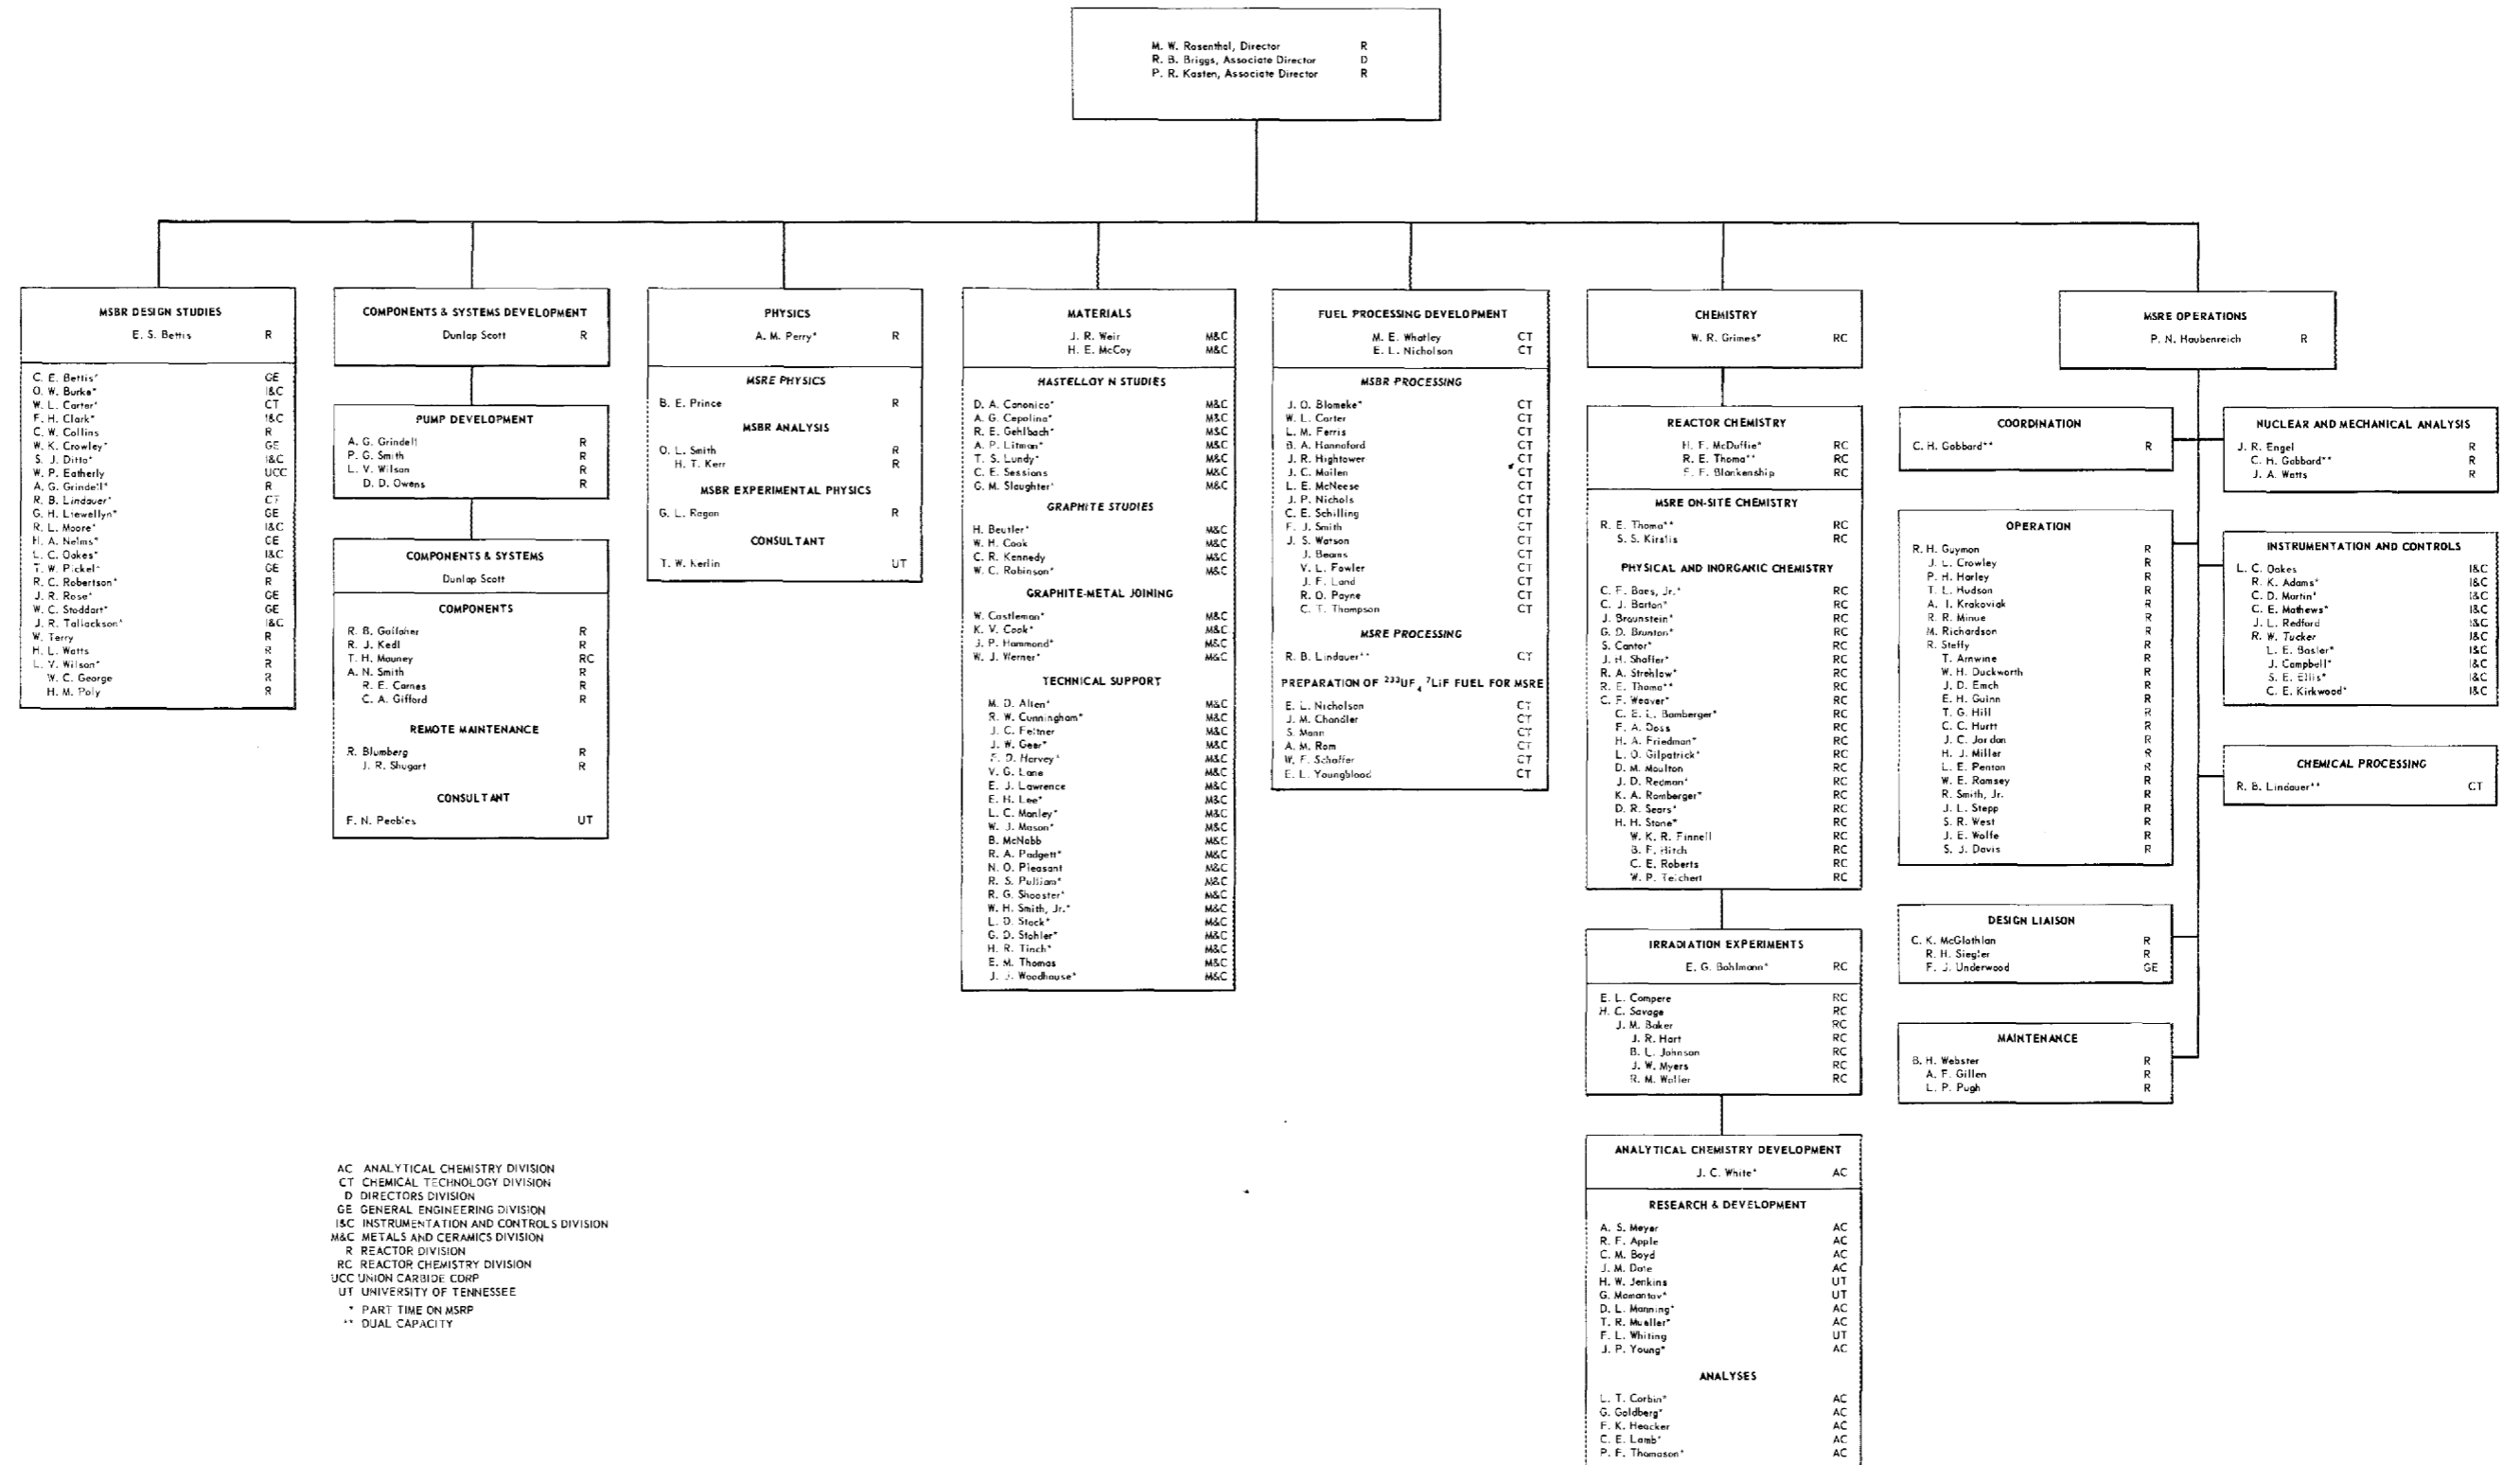 M. W. Rosenthal, Director R
R. B. Briggs, Associate Director D
P. R. Kasten, Associate Director R
MSBR DESIGN STUDIES
E. S. Bettis R
C. E. Bettis* GE
O. W. Burke* I&C
W. L. Carter* CT
F. H. Clark* I&C
C. W. Collins R
W. K. Crowley* GE
S. J. Ditto* I&C
W. P. Eatherly UCC
A. G. Grindell* R
R. B. Lindauer* CT
G. H. Llewellyn* GE
R. L. Moore* I&C
H. A. Nelms* GE
L. C. Oakes* I&C
T. W. Pickel* GE
R. C. Robertson* R
J. R. Rose* GE
W. C. Stoddart* GE
J. R. Tallackson* I&C
W. Terry R
H. L. Watts R
L. V. Wilson* R
W. C. George R
H. M. Poly R
COMPONENTS & SYSTEMS DEVELOPMENT
Dunlap Scott R
PUMP DEVELOPMENT
A. G. Grindell R
P. G. Smith R
L. V. Wilson R
D. D. Owens R
COMPONENTS & SYSTEMS
Dunlap Scott
COMPONENTS
R. B. Gallaher R
R. J. Kedl R
T. H. Mauney RC
A. N. Smith R
R. E. Carnes R
C. A. Gifford R
REMOTE MAINTENANCE
R. Blumberg R
J. R. Shugart R
CONSULTANT
F. N. Peebles UT
PHYSICS
A. M. Perry* R
MSRE PHYSICS
B. E. Prince R
MSBR ANALYSIS
O. L. Smith R
H. T. Kerr R
MSBR EXPERIMENTAL PHYSICS
G. L. Ragan R
CONSULTANT
T. W. Kerlin UT
MATERIALS
J. R. Weir M&C
H. E. McCoy M&C
HASTELLOY N STUDIES
D. A. Canonico* M&C
A. G. Cepolina* M&C
R. E. Gehlbach* M&C
A. P. Litman* M&C
T. S. Lundy* M&C
C. E. Sessions M&C
G. M. Slaughter* M&C
GRAPHITE STUDIES
H. Beutler* M&C
W. H. Cook M&C
C. R. Kennedy M&C
W. C. Robinson* M&C
GRAPHITE-METAL JOINING
W. Castleman* M&C
K. V. Cook* M&C
J. P. Hammond* M&C
W. J. Werner* M&C
TECHNICAL SUPPORT
M. D. Allen* M&C
R. W. Cunningham* M&C
J. C. Feltner M&C
J. W. Geer* M&C
F. D. Harvey* M&C
V. G. Lane M&C
E. J. Lawrence M&C
E. H. Lee* M&C
L. C. Manley* M&C
W. J. Mason* M&C
B. McNabb M&C
R. A. Padgett* M&C
N. O. Pleasant M&C
R. S. Pulliam* M&C
R. G. Shooster* M&C
W. H. Smith, Jr.* M&C
L. D. Stack* M&C
G. D. Stohler* M&C
H. R. Tinch* M&C
E. M. Thomas M&C
J. J. Woodhouse* M&C
FUEL PROCESSING DEVELOPMENT
M. E. Whatley CT
E. L. Nicholson CT
MSBR PROCESSING
J. O. Blomeke* CT
W. L. Carter CT
L. M. Ferris CT
B. A. Hannaford CT
J. R. Hightower CT
J. C. Mailen CT
L. E. McNeese CT
J. P. Nichols CT
C. E. Schilling CT
F. J. Smith CT
J. S. Watson CT
J. Beams CT
V. L. Fowler CT
J. F. Land CT
R. O. Payne CT
C. T. Thompson CT
MSRE PROCESSING
R. B. Lindauer** CT
PREPARATION OF 233UF4 7LiF FUEL FOR MSRE
E. L. Nicholson CT
J. M. Chandler CT
S. Mann CT
A. M. Rom CT
W. F. Schaffer CT
E. L. Youngblood CT
CHEMISTRY
W. R. Grimes* RC
REACTOR CHEMISTRY
H. F. McDuffie* RC
R. E. Thoma** RC
F. F. Blankenship RC
MSRE ON-SITE CHEMISTRY
R. E. Thoma** RC
S. S. Kirslis RC
PHYSICAL AND INORGANIC CHEMISTRY
C. F. Baes, Jr.* RC
C. J. Barton* RC
J. Braunstein* RC
G. D. Brunton* RC
S. Cantor* RC
J. H. Shaffer* RC
R. A. Strehlow* RC
R. E. Thoma** RC
C. F. Weaver* RC
C. E. L. Bamberger* RC
F. A. Doss RC
H. A. Friedman* RC
L. O. Gilpatrick* RC
D. M. Moulton RC
J. D. Redman* RC
K. A. Romberger* RC
D. R. Sears* RC
H. H. Stone* RC
W. K. R. Finnell RC
B. F. Hitch RC
C. E. Roberts RC
W. P. Teichert RC
IRRADIATION EXPERIMENTS
E. G. Bohlmann* RC
E. L. Compere RC
H. C. Savage RC
J. M. Baker RC
J. R. Hart RC
B. L. Johnson RC
J. W. Myers RC
R. M. Waller RC
ANALYTICAL CHEMISTRY DEVELOPMENT
J. C. White* AC
RESEARCH & DEVELOPMENT
A. S. Meyer AC
R. F. Apple AC
C. M. Boyd AC
J. M. Dale AC
H. W. Jenkins UT
G. Mamantov* UT
D. L. Manning* AC
T. R. Mueller* AC
F. L. Whiting UT
J. P. Young* AC
ANALYSES
L. T. Corbin* AC
G. Goldberg* AC
F. K. Heacker AC
C. E. Lamb* AC
P. F. Thomason* AC
MSRE OPERATIONS
P. N. Haubenreich R
COORDINATION
C. H. Gabbard** R
OPERATION
R. H. Guymon R
J. L. Crowley R
P. H. Harley R
T. L. Hudson R
A. I. Krakoviak R
R. R. Minue R
M. Richardson R
R. Steffy R
T. Arnwine R
W. H. Duckworth R
J. D. Emch R
E. H. Guinn R
T. G. Hill R
C. C. Hurtt R
J. C. Jordan R
H. J. Miller R
L. E. Penton R
W. E. Ramsey R
R. Smith, Jr. R
J. L. Stepp R
S. R. West R
J. E. Wolfe R
S. J. Davis R
DESIGN LIAISON
C. K. McGlothlan R
R. H. Siegler R
F. J. Underwood GE
MAINTENANCE
B. H. Webster R
A. F. Gillen R
L. P. Pugh R
NUCLEAR AND MECHANICAL ANALYSIS
J. R. Engel R
C. H. Gabbard** R
J. A. Watts R
INSTRUMENTATION AND CONTROLS
L. C. Oakes I&C
R. K. Adams* I&C
C. D. Martin* I&C
C. E. Mathews* I&C
J. L. Redford I&C
R. W. Tucker I&C
L. E. Basler* I&C
J. Campbell* I&C
S. E. Ellis* I&C
C. E. Kirkwood* I&C
CHEMICAL PROCESSING
R. B. Lindauer** CT
AC ANALYTICAL CHEMISTRY DIVISION
CT CHEMICAL TECHNOLOGY DIVISION
D DIRECTORS DIVISION
GE GENERAL ENGINEERING DIVISION
I&C INSTRUMENTATION AND CONTROLS DIVISION
M&C METALS AND CERAMICS DIVISION
R REACTOR DIVISION
RC REACTOR CHEMISTRY DIVISION
UCC UNION CARBIDE CORP
UT UNIVERSITY OF TENNESSEE
* PART TIME ON MSRP
** DUAL CAPACITY